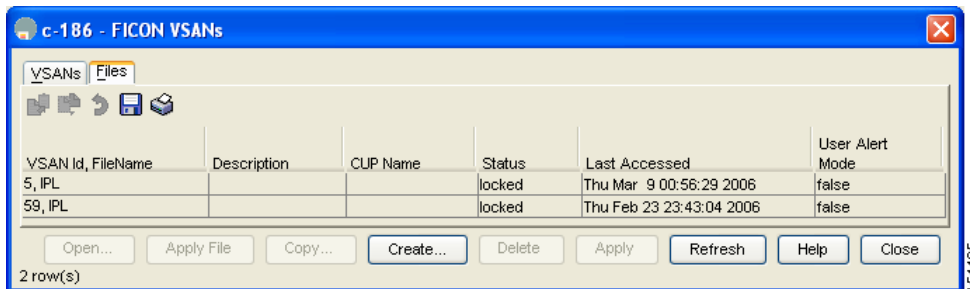 c-186 - FICON VSANs
VSANs Files
User Alert
VSAN Id, FileName Description CUP Name Status Last Accessed Mode
5, IPL locked Thu Mar 9 00:56:29 2006 false
59, IPL locked Thu Feb 23 23:43:04 2006 false
Open... Apply File Copy... Create... Delete Apply Refresh Help Close
2 row(s)